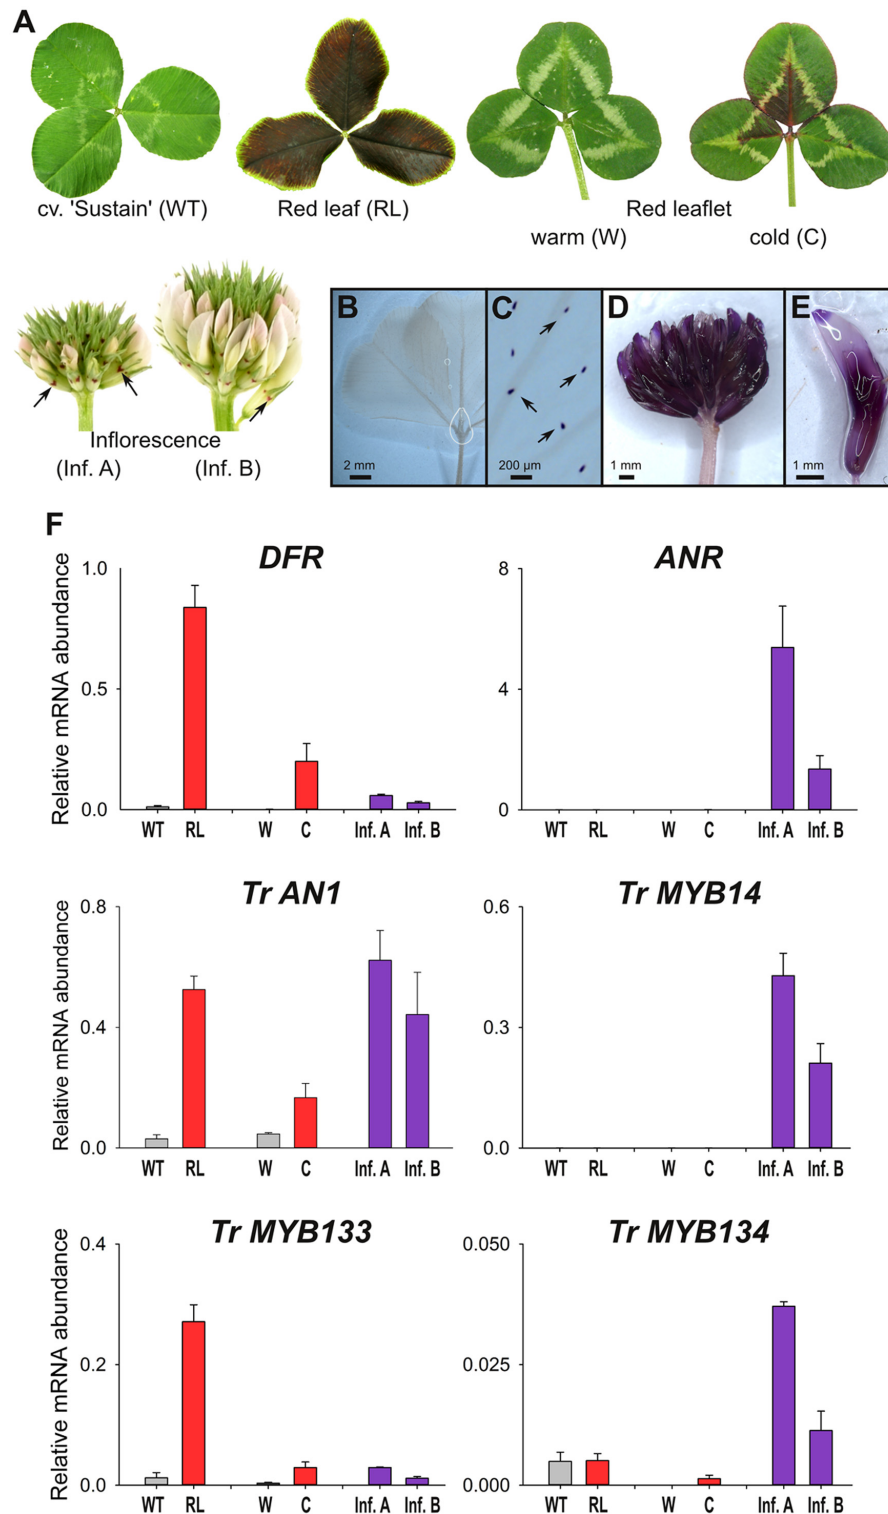 A
cv. 'Sustain' (WT)
Red leaf (RL)
Red leaflet
warm (W)
cold (C)
Inflorescence
(Inf. A)
(Inf. B)
B
2 mm
C
200 µm
D
1 mm
E
1 mm
F
DFR
Relative mRNA abundance
1.0
0.5
0.0
WT RL W C Inf. A Inf. B
ANR
8
4
0
WT RL W C Inf. A Inf. B
Tr AN1
Relative mRNA abundance
0.8
0.4
0.0
WT RL W C Inf. A Inf. B
Tr MYB14
0.6
0.3
0.0
WT RL W C Inf. A Inf. B
Tr MYB133
Relative mRNA abundance
0.4
0.2
0.0
WT RL W C Inf. A Inf. B
Tr MYB134
0.050
0.025
0.000
WT RL W C Inf. A Inf. B